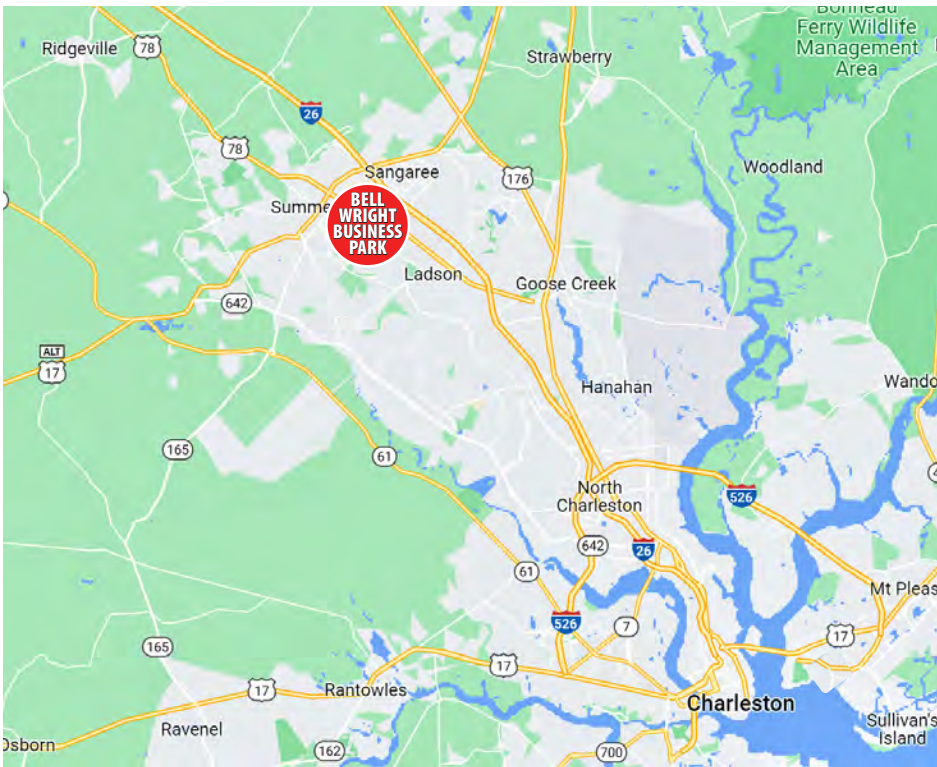 Bonneau
Ferry Wildlife
Management
Area
Ridgeville
78
Strawberry
26
78
Sangaree
176
Woodland
Summe
BELL
WRIGHT
BUSINESS
PARK
Ladson
Goose Creek
642
ALT
17
Hanahan
Wando
165
61
4
North
Charleston
526
642
26
61
Mt Pleas
526
7
17
165
17
17
Rantowles
Charleston
Ravenel
Sullivan's
Island
Osborn
162
700